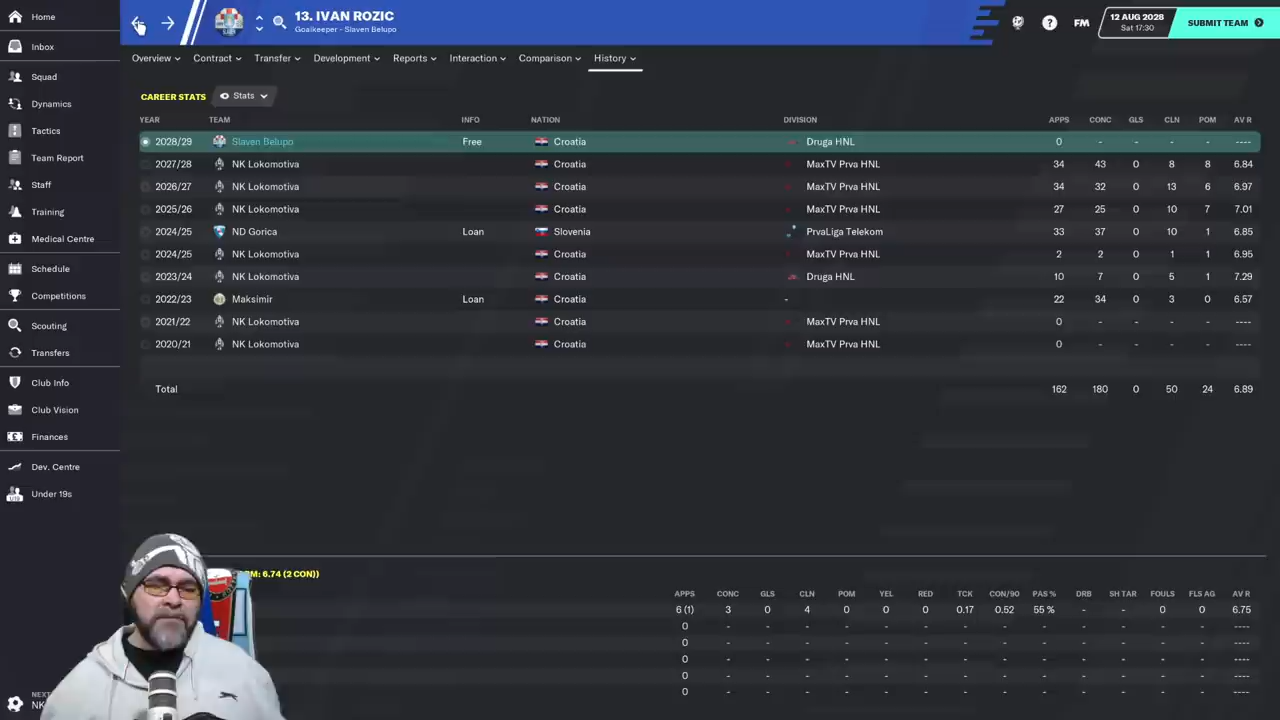 Home
Inbox
Squad
Dynamics
Tactics
Team Report
Staff
Training
Medical Centre
Schedule
Competitions
Scouting
Transfers
Club Info
Club Vision
Finances
Dev. Centre
Under 19s
NEXT
NK
13. IVAN ROZIC
Goalkeeper - Slaven Belupo
FM
12 AUG 2028
Sat 17:30
SUBMIT TEAM
Overview Contract Transfer Development Reports Interaction Comparison History
CAREER STATS Stats
YEAR TEAM INFO NATION DIVISION APPS CONC GLS CLN POM AV R
2028/29 Slaven Belupo Free Croatia Druga HNL 0 - - - - ----
2027/28 NK Lokomotiva Croatia MaxTV Prva HNL 34 43 0 8 8 6.84
2026/27 NK Lokomotiva Croatia MaxTV Prva HNL 34 32 0 13 6 6.97
2025/26 NK Lokomotiva Croatia MaxTV Prva HNL 27 25 0 10 7 7.01
2024/25 ND Gorica Loan Slovenia PrvaLiga Telekom 33 37 0 10 1 6.85
2024/25 NK Lokomotiva Croatia MaxTV Prva HNL 2 2 0 1 1 6.95
2023/24 NK Lokomotiva Croatia Druga HNL 10 7 0 5 1 7.29
2022/23 Maksimir Loan Croatia - 22 34 0 3 0 6.57
2021/22 NK Lokomotiva Croatia MaxTV Prva HNL 0 - - - - ----
2020/21 NK Lokomotiva Croatia MaxTV Prva HNL 0 - - - - ----
Total 162 180 0 50 24 6.89
6.74 (2 CON))
APPS CONC GLS CLN POM YEL RED TCK CON/90 PAS % DRB SH TAR FOULS FLS AG AV R
6 (1) 3 0 4 0 0 0 0.17 0.52 55 % - - 0 0 6.75
0 - - - - - - - - - - - - - ----
0 - - - - - - - - - - - - - ----
0 - - - - - - - - - - - - - ----
0 - - - - - - - - - - - - - ----
0 - - - - - - - - - - - - - ----